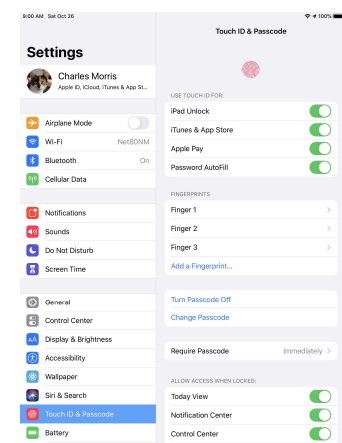 9:00 AM Sat Oct 26
100%
Settings
Charles Morris
Apple ID, iCloud, iTunes & App St...
Airplane Mode
Wi-Fi Net80NM
Bluetooth On
Cellular Data
Notifications
Sounds
Do Not Disturb
Screen Time
General
Control Center
AA Display & Brightness
Accessibility
Wallpaper
Siri & Search
Touch ID & Passcode
Battery
Touch ID & Passcode
USE TOUCH ID FOR:
iPad Unlock
iTunes & App Store
Apple Pay
Password AutoFill
FINGERPRINTS
Finger 1
Finger 2
Finger 3
Add a Fingerprint...
Turn Passcode Off
Change Passcode
Require Passcode Immediately
ALLOW ACCESS WHEN LOCKED:
Today View
Notification Center
Control Center